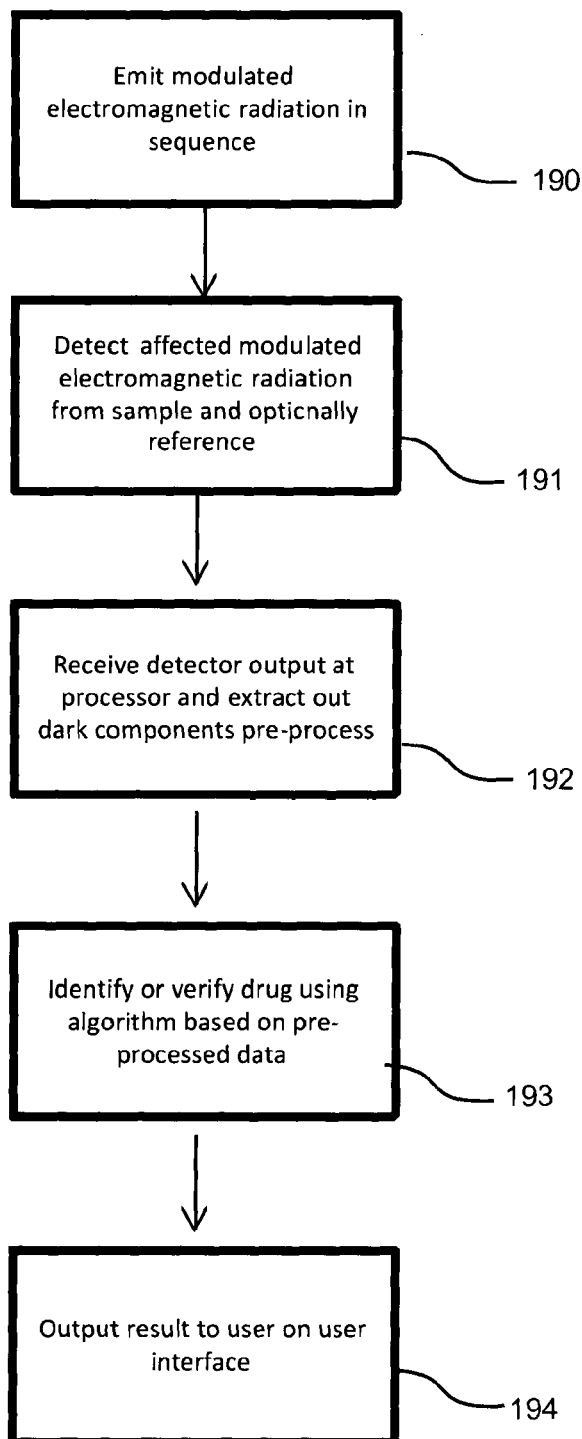 Emit modulated
electromagnetic radiation in
sequence
190
Detect affected modulated
electromagnetic radiation
from sample and opticnally
reference
191
Receive detector output at
processor and extract out
dark components pre-process
192
Identify or verify drug using
algorithm based on pre-
processed data
193
Output result to user on user
interface
194